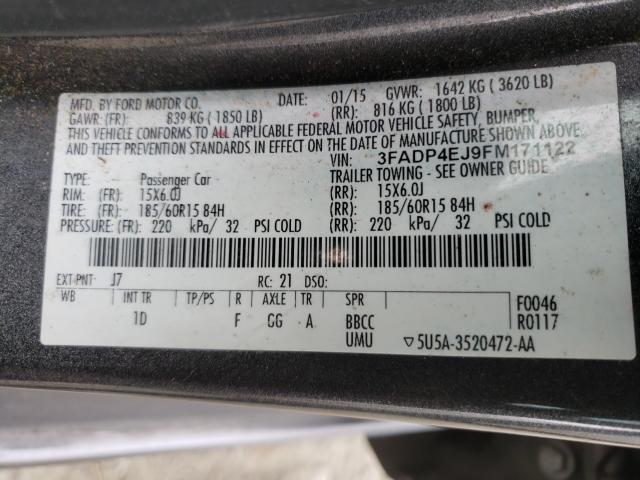 MFD. BY FORD MOTOR CO. DATE: 01/15 GVWR: 1642 KG ( 3620 LB)
GAWR: (FR): 839 KG ( 1850 LB) (RR): 816 KG ( 1800 LB)
THIS VEHICLE CONFORMS TO ALL APPLICABLE FEDERAL MOTOR VEHICLE SAFETY, BUMPER,
AND THEFT PREVENTION STANDARDS IN EFFECT ON THE DATE OF MANUFACTURE SHOWN ABOVE.
VIN: 3FADP4EJ9FM171122
TYPE: Passenger Car TRAILER TOWING - SEE OWNER GUIDE
RIM: (FR): 15X6.0J (RR): 15X6.0J
TIRE: (FR): 185/60R15 84H (RR): 185/60R15 84H
PRESSURE: (FR): 220 kPa/ 32 PSI COLD (RR): 220 kPa/ 32 PSI COLD
EXT PNT: J7 RC: 21 DSO:
WB INT TR TP/PS R AXLE TR SPR F0046
1D F GG A BBCC R0117
UMU ▽5U5A-3520472-AA